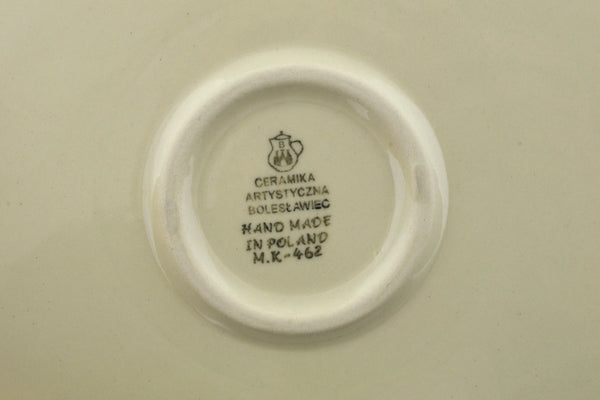 B
CERAMIKA
ARTYSTYCZNA
BOLESŁAWIEC
HAND MADE
IN POLAND
M.K-462